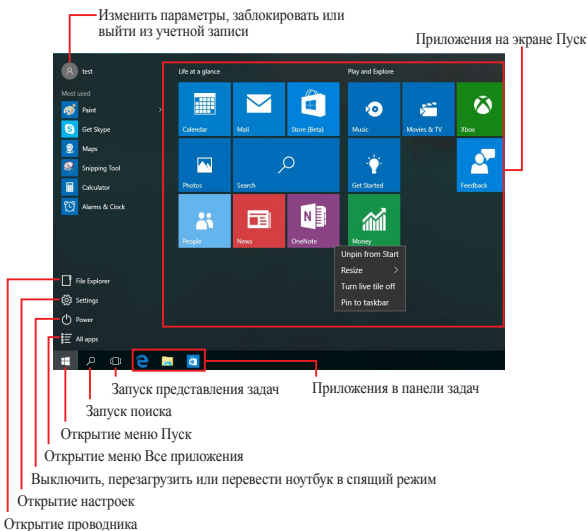 Изменить параметры, заблокировать или
выйти из учетной записи
Приложения на экране Пуск
test
Life at a glance
Play and Explore
Most used
Paint
Get Skype
Maps
Snipping Tool
Calculator
Alarms & Clock
Calendar
Mail
Store (Beta)
Music
Movies & TV
Xbox
Photos
Search
Get Started
Feedback
People
News
OneNote
Money
Unpin from Start
Resize
Turn live tile off
Pin to taskbar
File Explorer
Settings
Power
All apps
Запуск представления задач
Приложения в панели задач
Запуск поиска
Открытие меню Пуск
Открытие меню Все приложения
Выключить, перезагрузить или перевести ноутбук в спящий режим
Открытие настроек
Открытие проводника